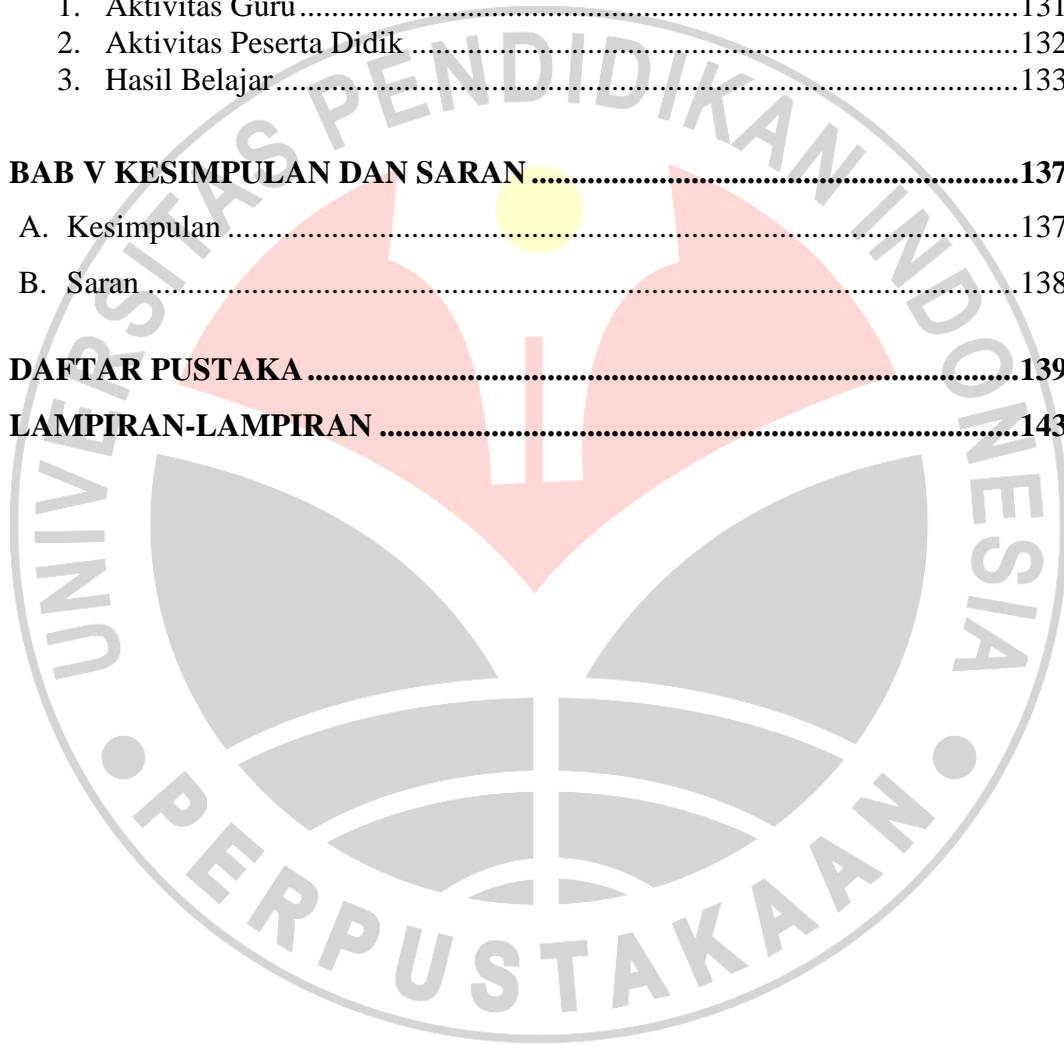 1. Aktivitas Guru ........................................................................................131
2. Aktivitas Peserta Didik ............................................................................132
3. Hasil Belajar...........................................................................................133
BAB V KESIMPULAN DAN SARAN .............................................................137
A. Kesimpulan ..................................................................................................137
B. Saran ............................................................................................................138
DAFTAR PUSTAKA .........................................................................................139
LAMPIRAN-LAMPIRAN ................................................................................143
UNIVERSITAS PENDIDIKAN INDONESIA
PERPUSTAKAAN